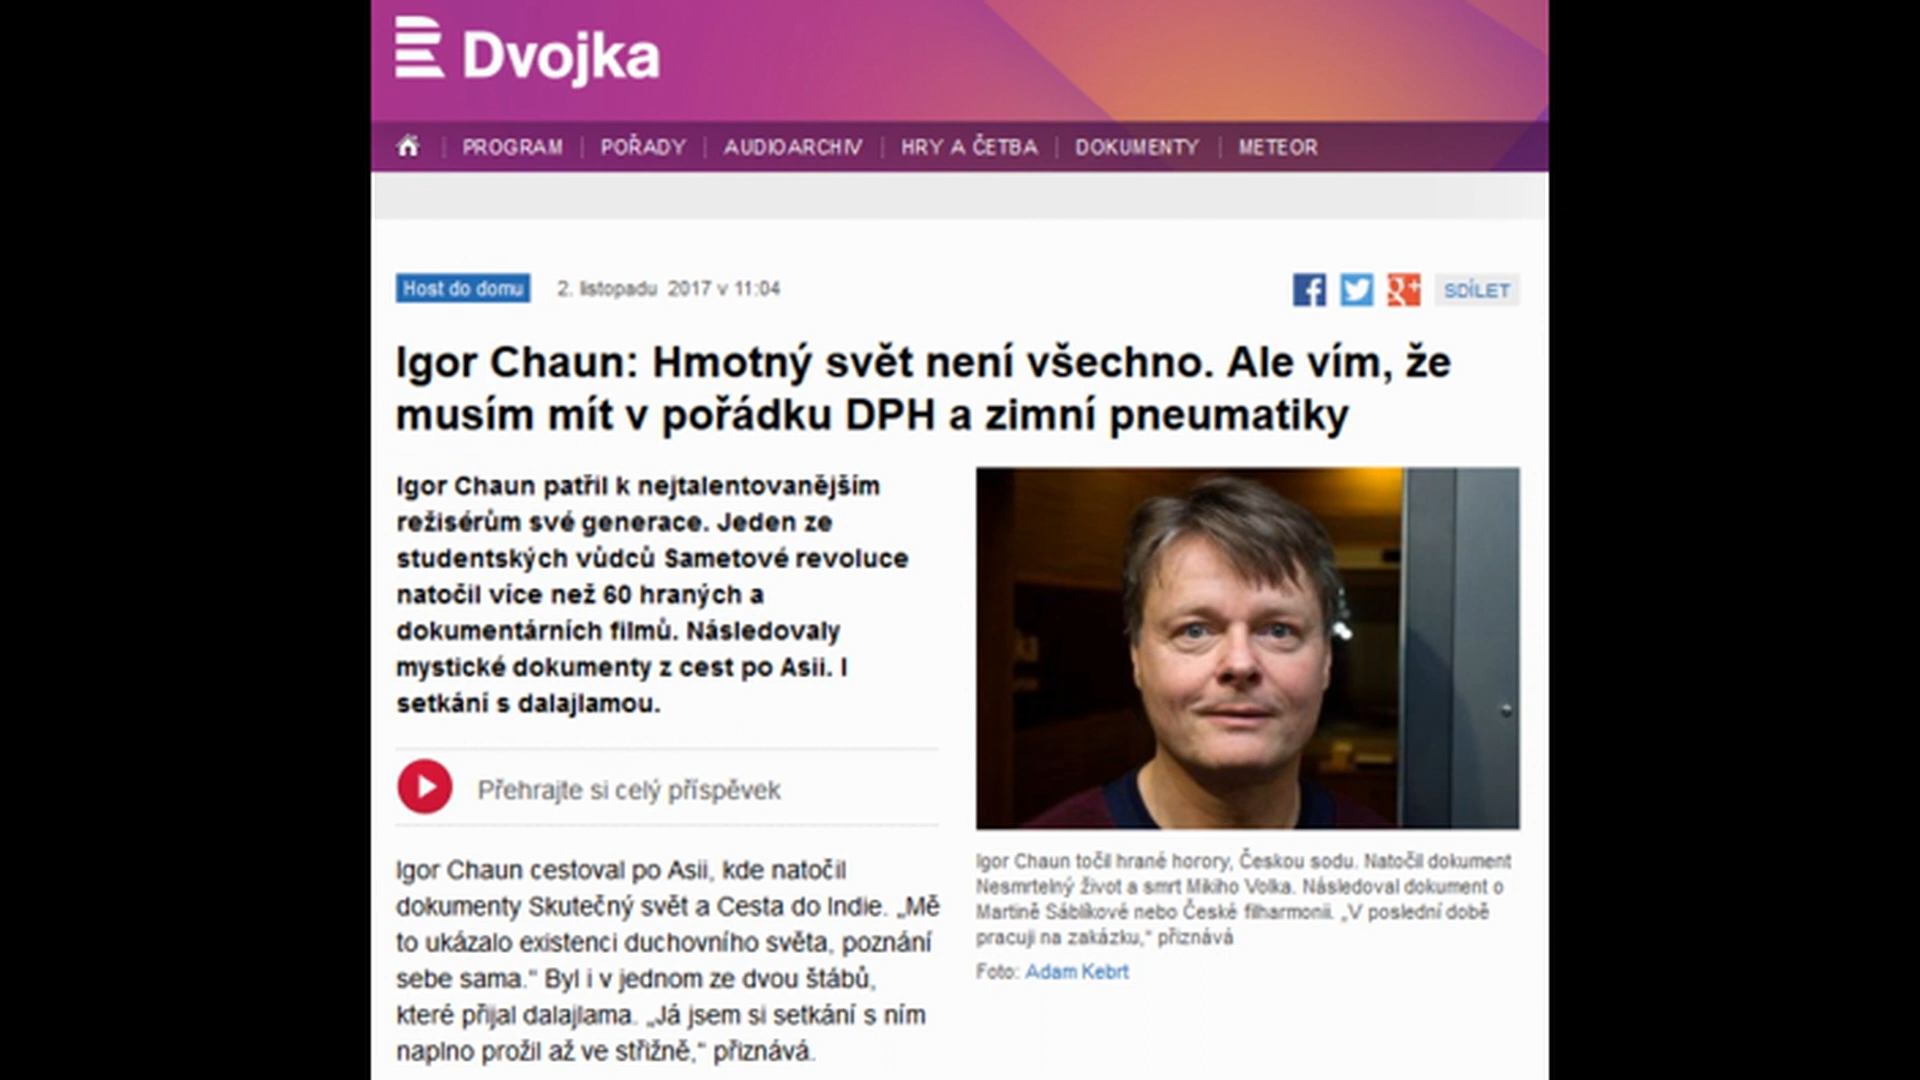 Dvojka
PROGRAM
POŘADY
AUDIOARCHIV
HRY A ČETBA
DOKUMENTY
METEOR
Host do domu
2. listopadu 2017 v 11:04
SDÍLET
Igor Chaun: Hmotný svět není všechno. Ale vím, že
musím mít v pořádku DPH a zimní pneumatiky
Igor Chaun patřil k nejtalentovanějším
režisérům své generace. Jeden ze
studentských vůdců Sametové revoluce
natočil více než 60 hraných a
dokumentárních filmů. Následovaly
mystické dokumenty z cest po Asii. I
setkání s dalajlamou.
Přehrajte si celý příspěvek
Igor Chaun cestoval po Asii, kde natočil
dokumenty Skutečný svět a Cesta do Indie. „Mě
to ukázalo existenci duchovního světa, poznání
sebe sama.“ Byl i v jednom ze dvou štábů,
které přijal dalajlama. „Já jsem si setkání s ním
naplno prožil až ve střižně,“ přiznává.
Igor Chaun točil hrané horory, Českou sodu. Natočil dokument
Nesmrtelný život a smrt Mikiho Volka. Následoval dokument o
Martině Sáblíkové nebo České filharmonii. „V poslední době
pracuji na zakázku,“ přiznává
Foto: Adam Kebrt